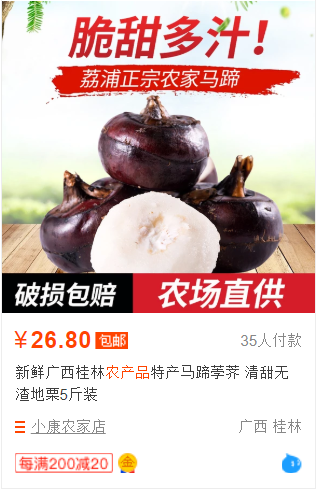 脆甜多汁！
荔浦正宗农家马蹄
破损包赔 农场直供
￥26.80 包邮 35人付款
新鲜广西桂林农产品特产马蹄荸荠 清甜无
渣地栗5斤装
小康农家店 广西 桂林
每满200减20 金